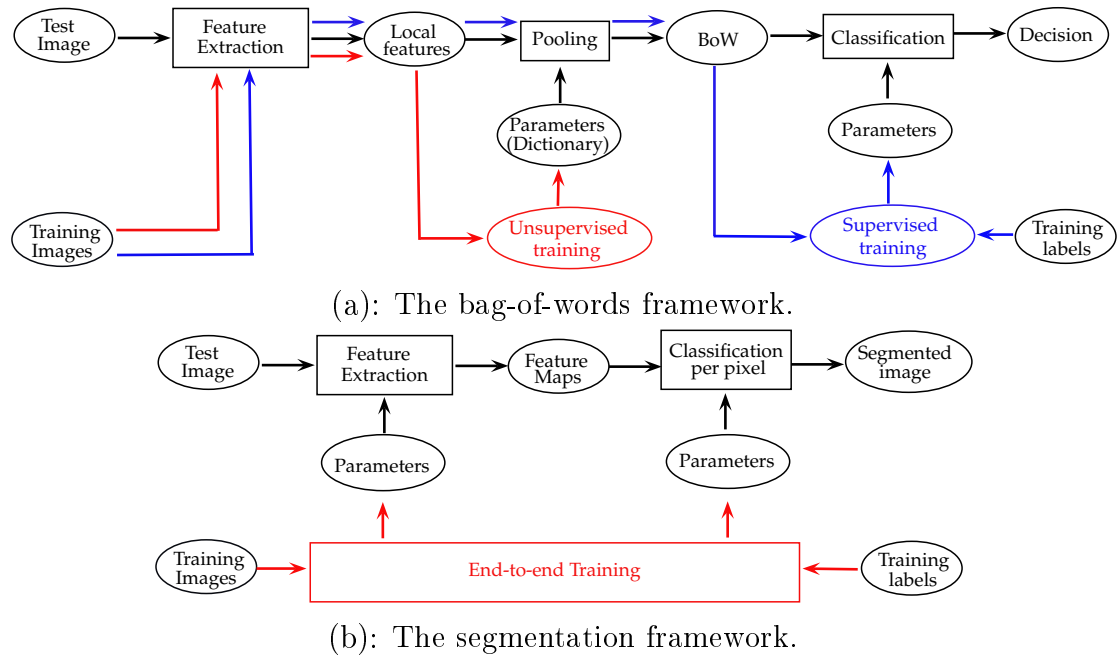 Test
Image
Feature
Extraction
Local
features
Pooling
BoW
Classification
Decision
Parameters
(Dictionary)
Parameters
Training
Images
Unsupervised
training
Supervised
training
Training
labels
(a): The bag-of-words framework.
Test
Image
Feature
Extraction
Feature
Maps
Classification
per pixel
Segmented
image
Parameters
Parameters
Training
Images
End-to-end Training
Training
labels
(b): The segmentation framework.